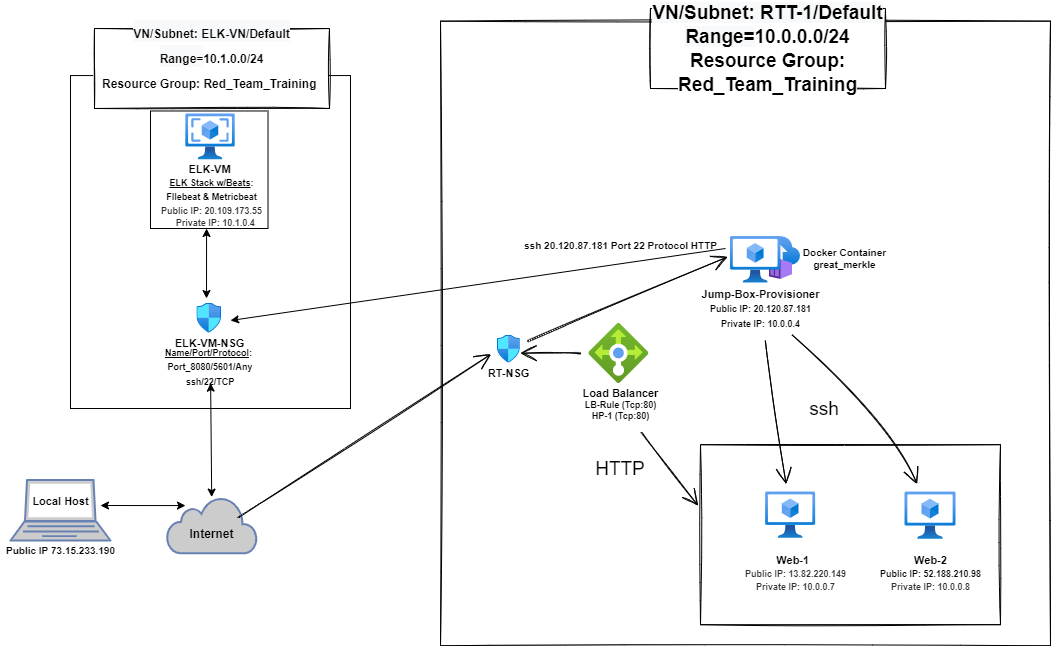 VN/Subnet: ELK-VN/Default
Range=10.1.0.0/24
Resource Group: Red_Team_Training
VN/Subnet: RTT-1/Default
Range=10.0.0.0/24
Resource Group:
Red_Team_Training
ELK-VM
ELK Stack w/Beats:
FIlebeat & Metricbeat
Public IP: 20.109.173.55
Private IP: 10.1.0.4
ssh 20.120.87.181 Port 22 Protocol HTTP
Docker Container
great_merkle
Jump-Box-Provisioner
Public IP: 20.120.87.181
Private IP: 10.0.0.4
ELK-VM-NSG
Name/Port/Protocol:
Port_8080/5601/Any
ssh/22/TCP
RT-NSG
Load Balancer
LB-Rule (Tcp:80)
HP-1 (Tcp:80)
ssh
HTTP
Local Host
Public IP 73.15.233.190
Internet
Web-1
Public IP: 13.82.220.149
Private IP: 10.0.0.7
Web-2
Public IP: 52.188.210.98
Private IP: 10.0.0.8